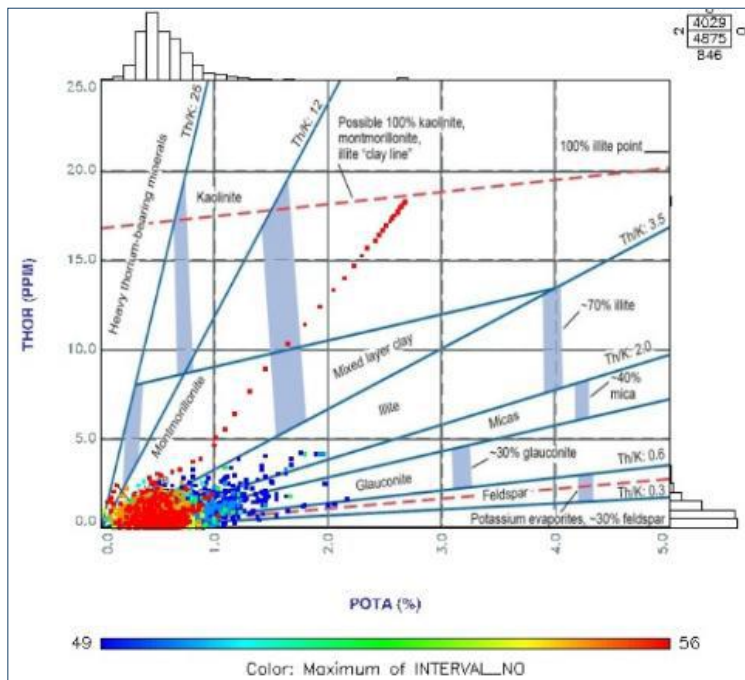 2
4029
4875
0
846
25.0
20.0
15.0
10.0
5.0
0.0
THOR (PPM)
Th/K: 25
Th/K: 12
Possible 100% kaolinite,
montmorillonite,
illite "clay line"
100% illite point
Heavy thorium-bearing minerals
Kaolinite
Th/K: 3.5
~70% illite
Mixed layer clay
Th/K: 2.0
Montmorillonite
Illite
Micas
~40%
mica
~30% glauconite
Th/K: 0.6
Glauconite
Feldspar
Th/K: 0.3
Potassium evaporites, ~30% feldspar
0.0
1.0
2.0
3.0
4.0
5.0
POTA (%)
49
56
Color: Maximum of INTERVAL_NO